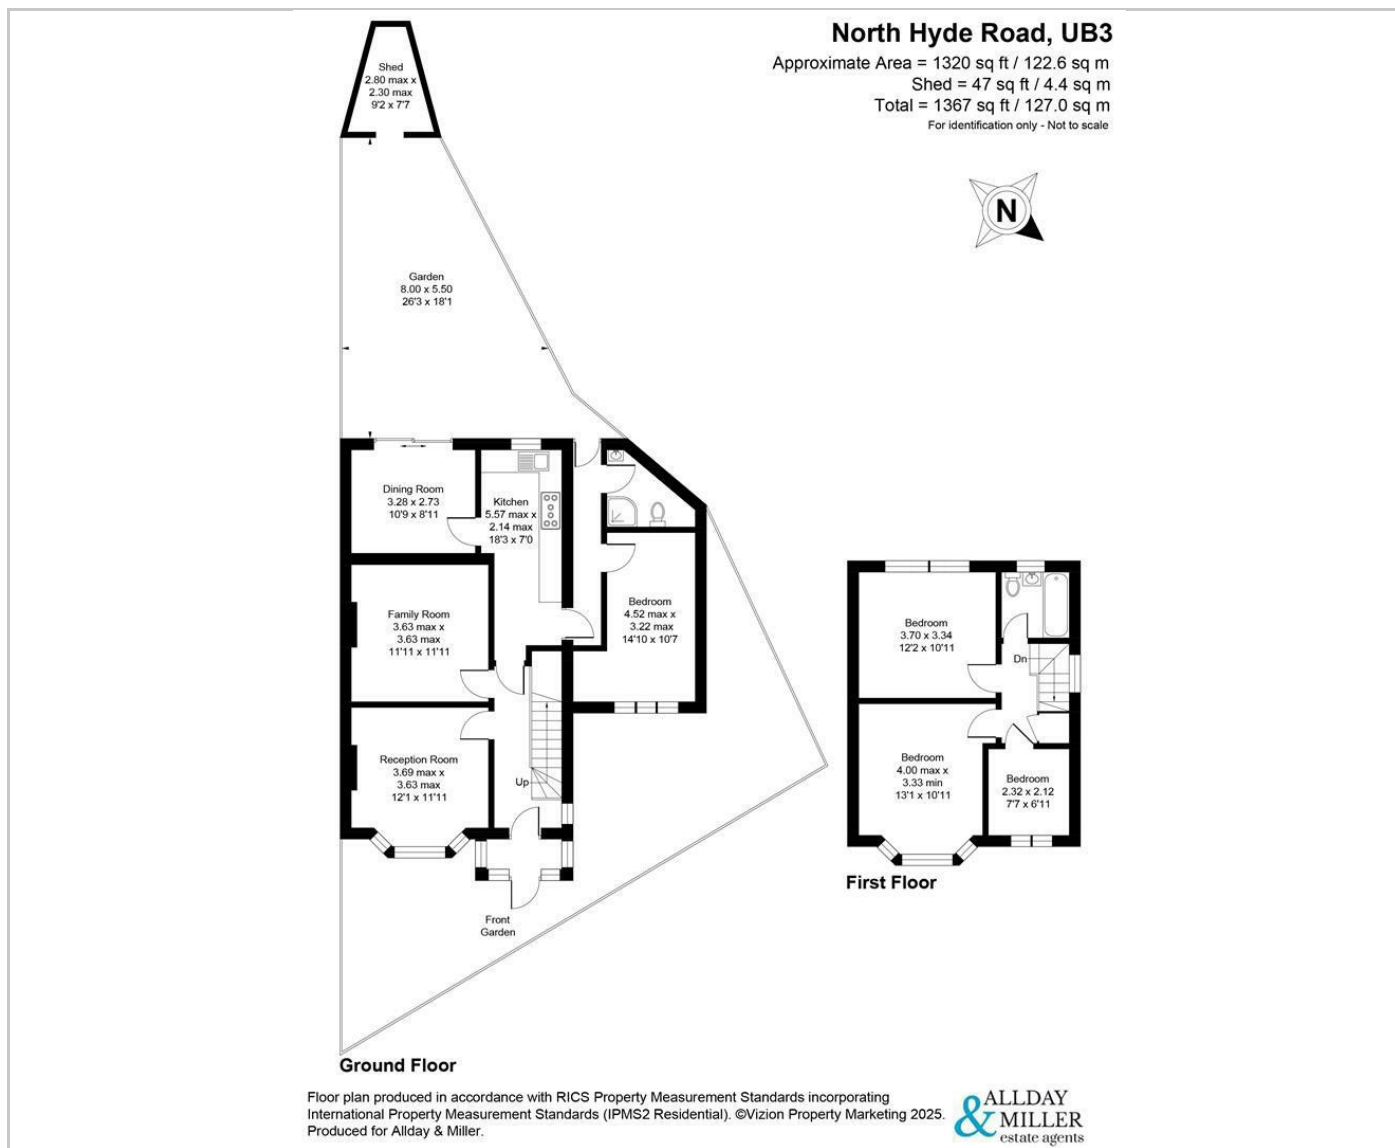 North Hyde Road, UB3
Approximate Area = 1320 sq ft / 122.6 sq m
Shed = 47 sq ft / 4.4 sq m
Total = 1367 sq ft / 127.0 sq m
For identification only - Not to scale
N
Shed
2.80 max x
2.30 max
9'2 x 7'7
Garden
8.00 x 5.50
26'3 x 18'1
Dining Room
3.28 x 2.73
10'9 x 8'11
Kitchen
5.57 max x
2.14 max
18'3 x 7'0
Family Room
3.63 max x
3.63 max
11'11 x 11'11
Bedroom
4.52 max x
3.22 max
14'10 x 10'7
Reception Room
3.69 max x
3.63 max
12'1 x 11'11
Up
Front
Garden
Ground Floor
Bedroom
3.70 x 3.34
12'2 x 10'11
Dn
Bedroom
4.00 max x
3.33 min
13'1 x 10'11
Bedroom
2.32 x 2.12
7'7 x 6'11
First Floor
Floor plan produced in accordance with RICS Property Measurement Standards incorporating
International Property Measurement Standards (IPMS2 Residential). ©Vizion Property Marketing 2025.
Produced for Allday & Miller.
ALLDAY
& MILLER
estate agents